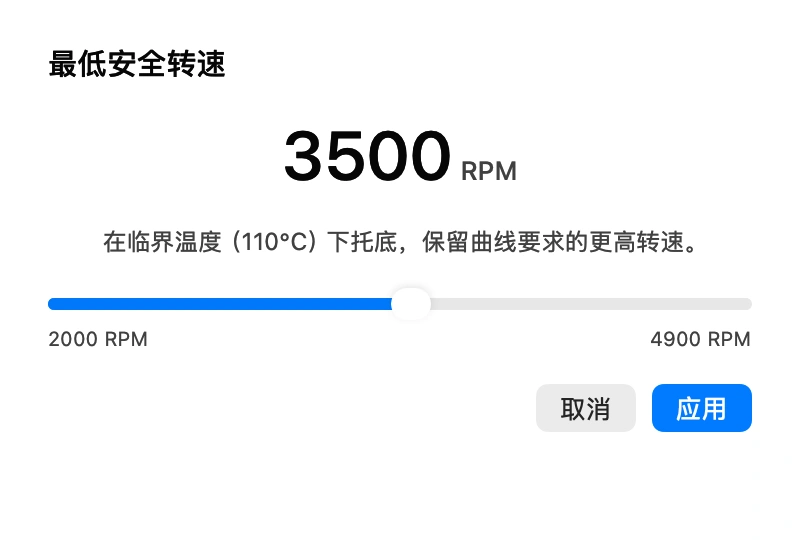 最低安全转速
3500 RPM
在临界温度（110°C）下托底，保留曲线要求的更高转速。
2000 RPM
4900 RPM
取消
应用